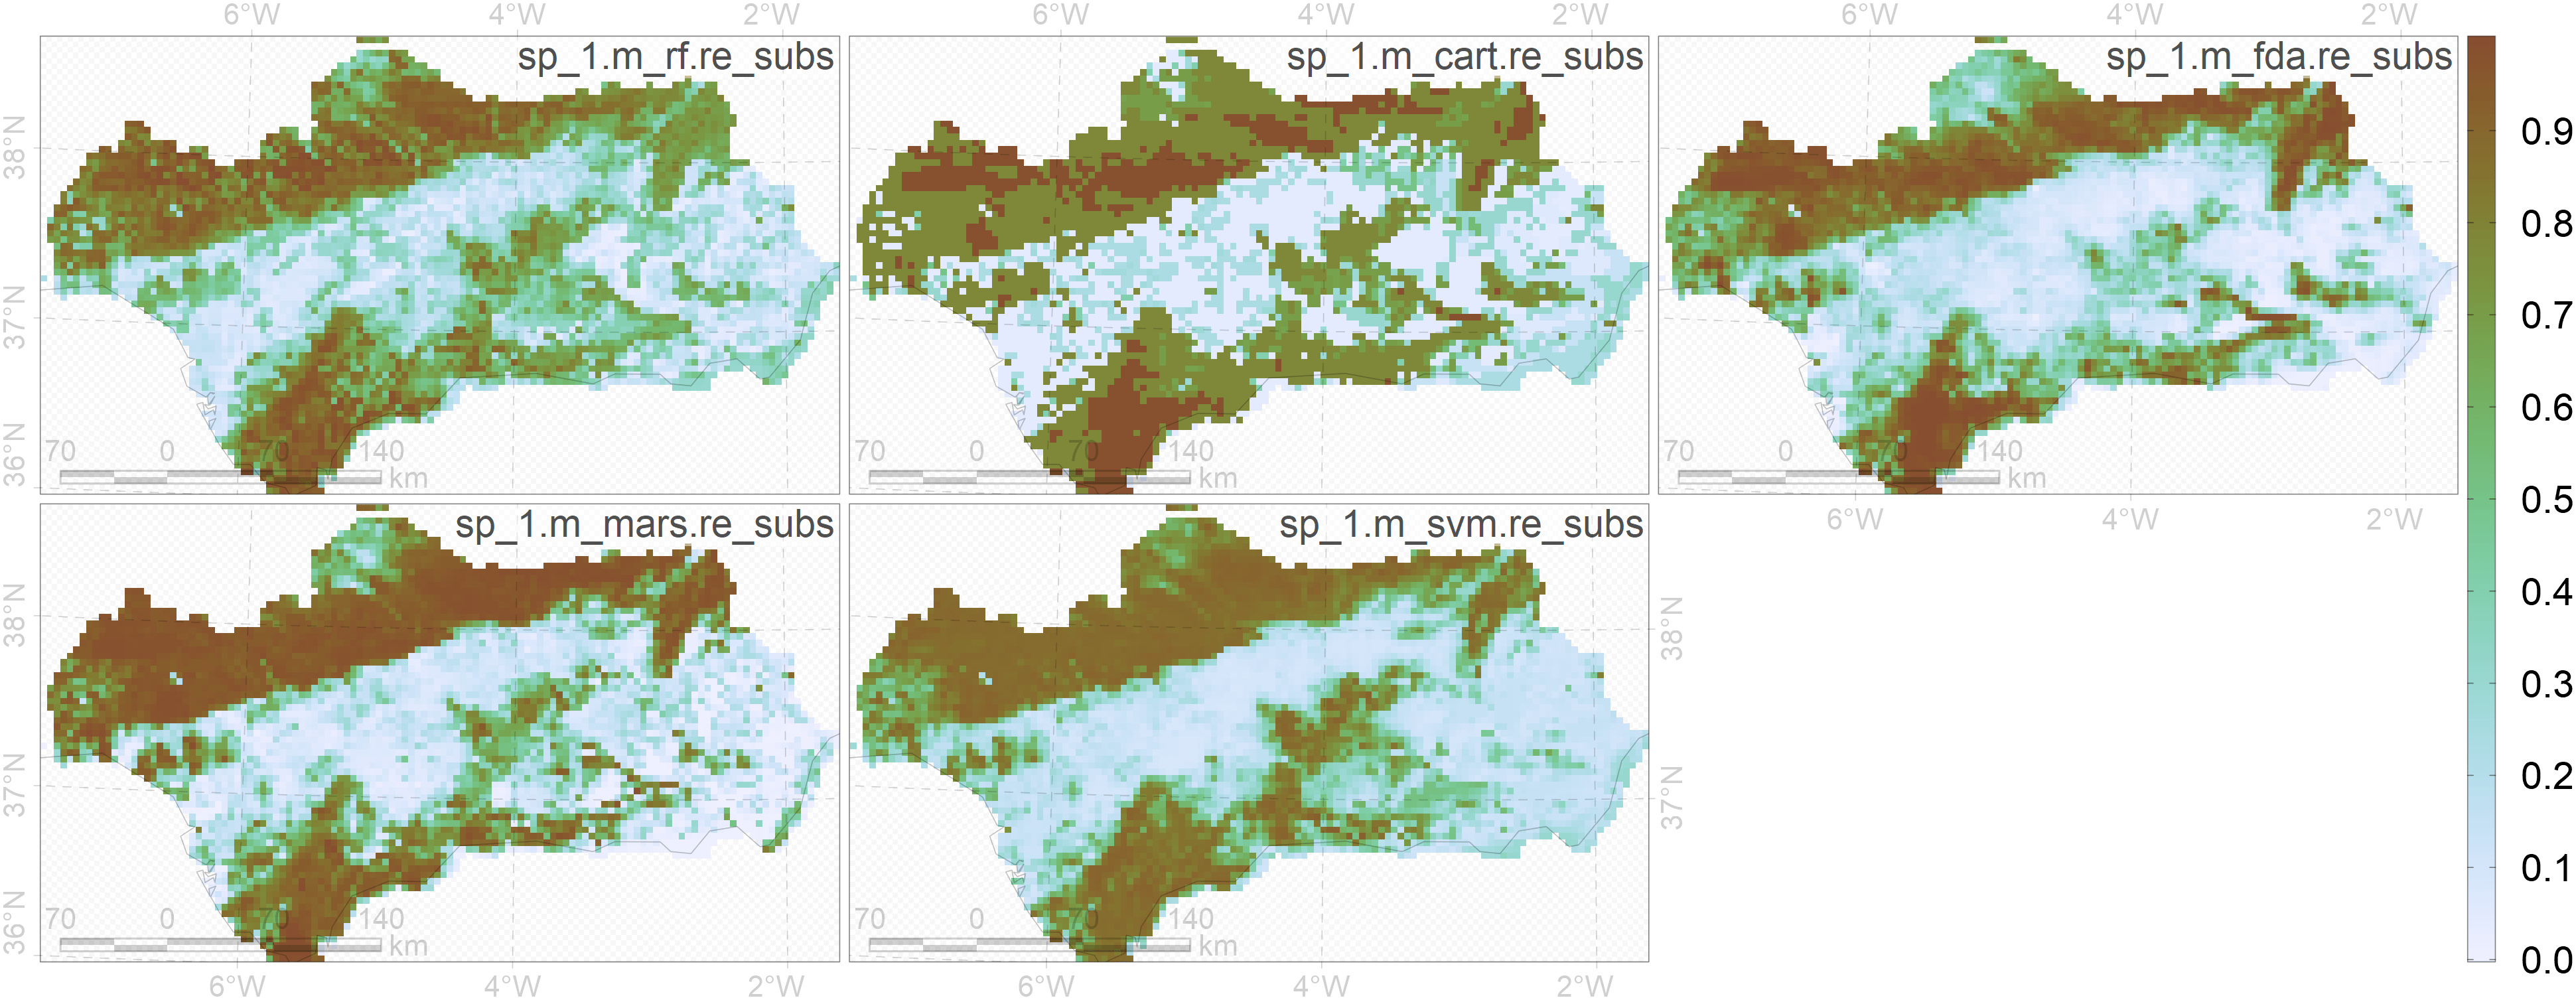 6°W 4°W 2°W 6°W 4°W 2°W 6°W 4°W 2°W
sp_1.m_rf.re_subs sp_1.m_cart.re_subs sp_1.m_fda.re_subs
38°N
37°N
36°N
70 0 70 140 km
70 0 70 140 km
70 0 70 140 km
6°W 4°W 2°W
sp_1.m_mars.re_subs sp_1.m_svm.re_subs
38°N 38°N
37°N 37°N
36°N
70 0 70 140 km
70 0 70 140 km
6°W 4°W 2°W 6°W 4°W 2°W
0.9
0.8
0.7
0.6
0.5
0.4
0.3
0.2
0.1
0.0